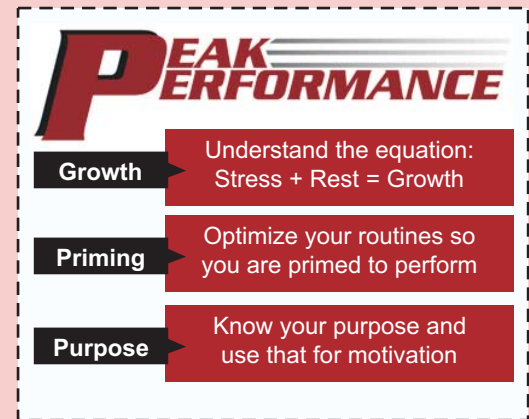 PEAK
PERFORMANCE
Growth
Understand the equation:
Stress + Rest = Growth
Priming
Optimize your routines so
you are primed to perform
Purpose
Know your purpose and
use that for motivation